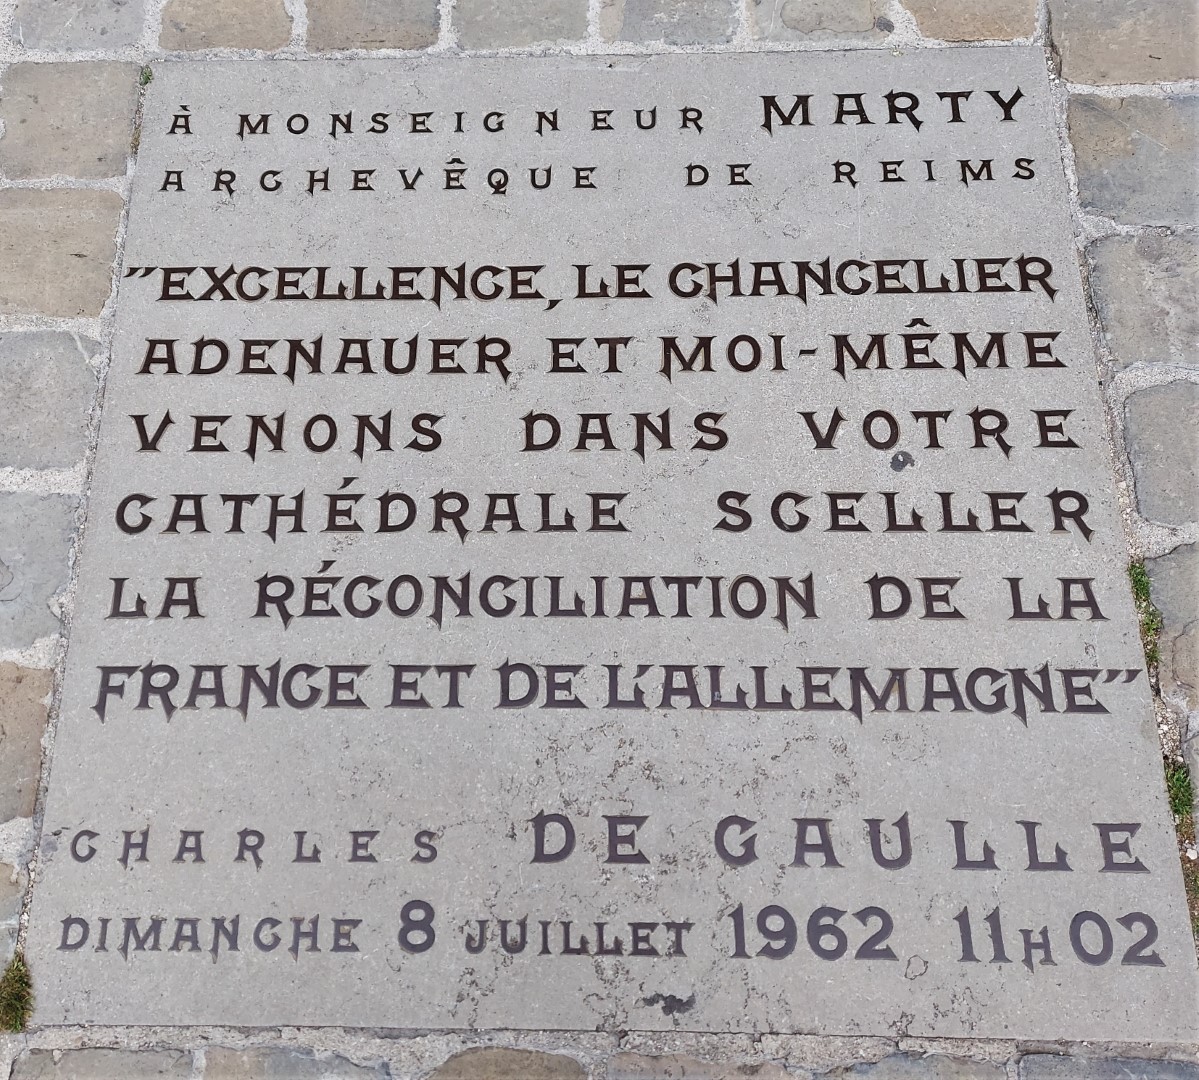 À MONSEIGNEUR MARTY
ARCHEVÊQUE DE REIMS
"EXCELLENCE, LE CHANCELIER
ADENAUER ET MOI-MÊME
VENONS DANS VOTRE
CATHÉDRALE SCELLER
LA RÉCONCILIATION DE LA
FRANCE ET DE L'ALLEMAGNE"
CHARLES DE GAULLE
DIMANCHE 8 JUILLET 1962, 11H02